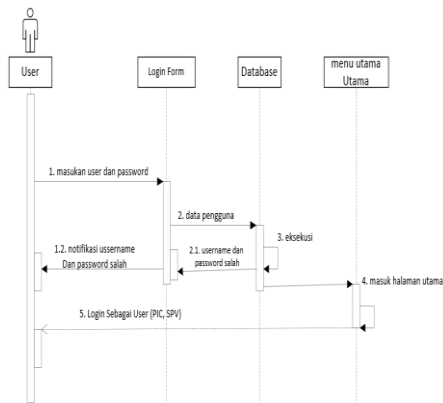 User
Login Form
Database
menu utama
Utama
1. masukan user dan password
2. data pengguna
3. eksekusi
2.1. username dan
password salah
1.2. notifikasi ussername
Dan password salah
4. masuk halaman utama
5. Login Sebagai User (PIC, SPV)